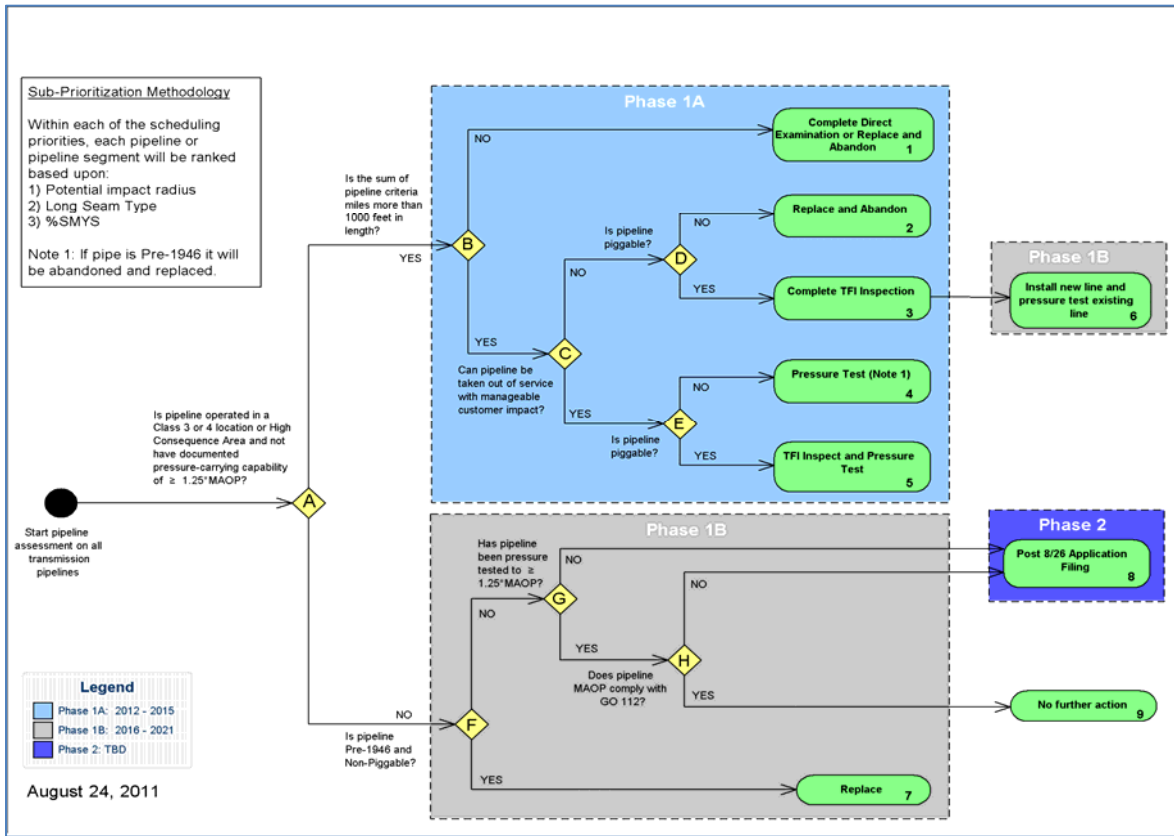 Sub-Prioritization Methodology
Within each of the scheduling
priorities, each pipeline or
pipeline segment will be ranked
based upon:
1) Potential impact radius
2) Long Seam Type
3) %SMYS
Note 1: If pipe is Pre-1946 it will
be abandoned and replaced.
Start pipeline
assessment on all
transmission
pipelines
Is pipeline operated in a
Class 3 or 4 location or High
Consequence Area and not
have documented
pressure-carrying capability
of ≥ 1.25*MAOP?
A
YES
NO
Phase 1A
Is the sum of
pipeline criteria
miles more than
1000 feet in
length?
B
NO
Complete Direct
Examination or Replace and
Abandon
1
YES
Can pipeline be
taken out of service
with manageable
customer impact?
C
NO
Is pipeline
piggable?
D
NO
Replace and Abandon
2
YES
Complete TFI Inspection
3
Phase 1B
Install new line and
pressure test existing
line
6
YES
Is pipeline
piggable?
E
NO
Pressure Test (Note 1)
4
YES
TFI Inspect and Pressure
Test
5
Phase 1B
Is pipeline
Pre-1946 and
Non-Piggable?
F
NO
Has pipeline
been pressure
tested to ≥
1.25*MAOP?
G
NO
Phase 2
Post 8/26 Application
Filing
8
YES
Does pipeline
MAOP comply with
GO 112?
H
NO
YES
No further action
9
YES
Replace
7
Legend
Phase 1A: 2012 - 2015
Phase 1B: 2016 - 2021
Phase 2: TBD
August 24, 2011